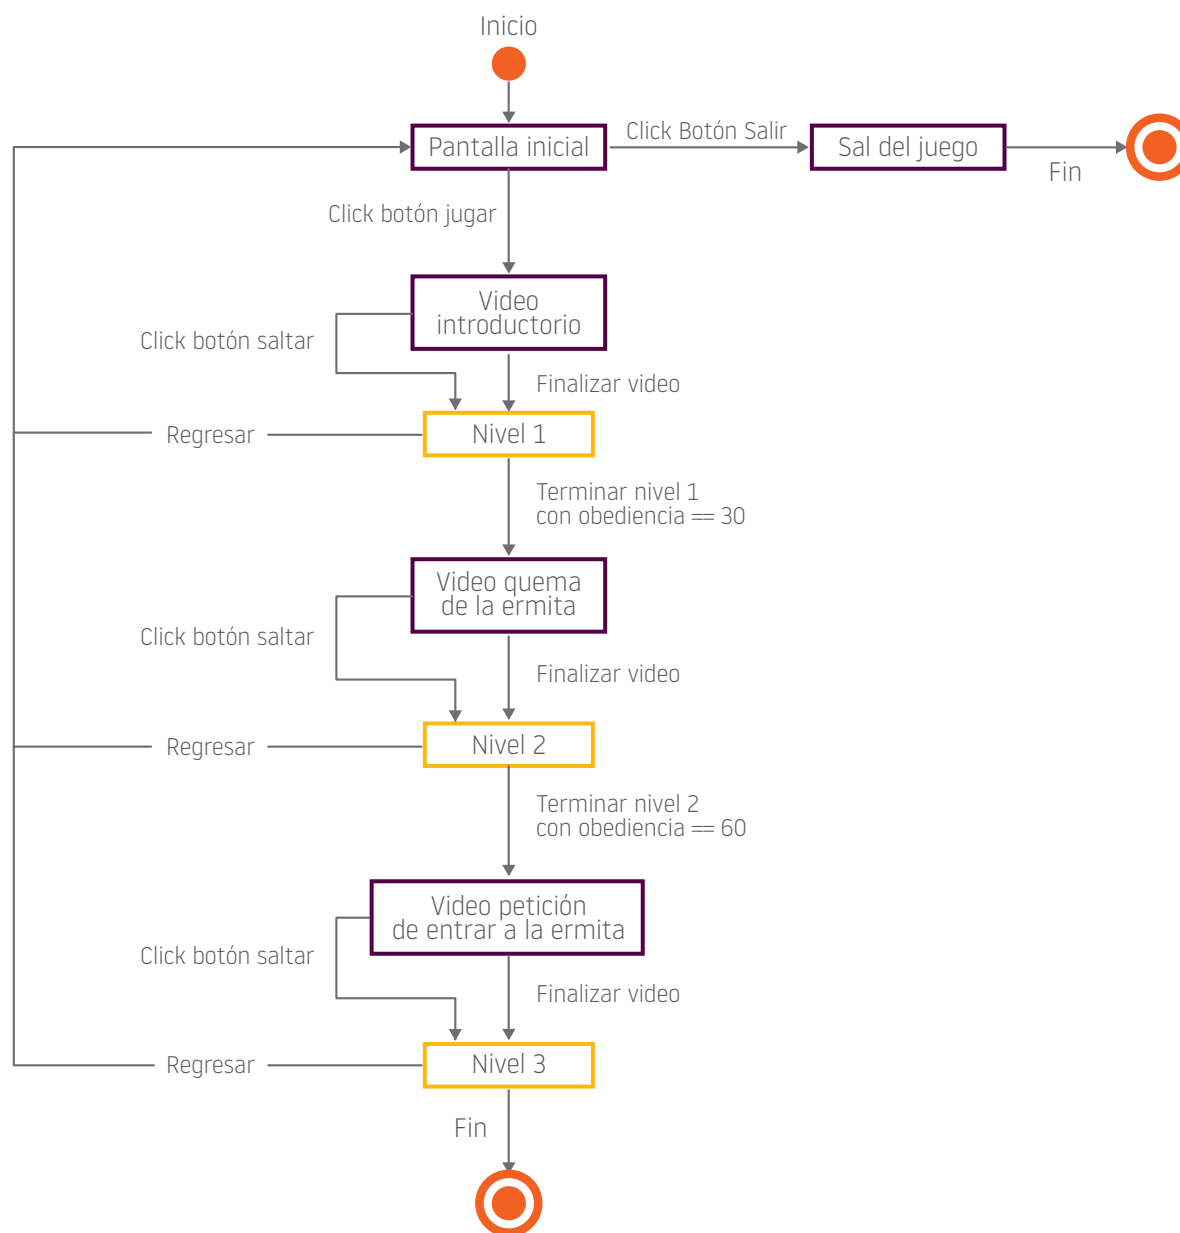 Inicio
Pantalla inicial
Click Botón Salir
Sal del juego
Fin
Click botón jugar
Video
introductorio
Click botón saltar
Finalizar video
Regresar
Nivel 1
Terminar nivel 1
con obediencia == 30
Video quema
de la ermita
Click botón saltar
Finalizar video
Regresar
Nivel 2
Terminar nivel 2
con obediencia == 60
Video petición
de entrar a la ermita
Click botón saltar
Finalizar video
Regresar
Nivel 3
Fin